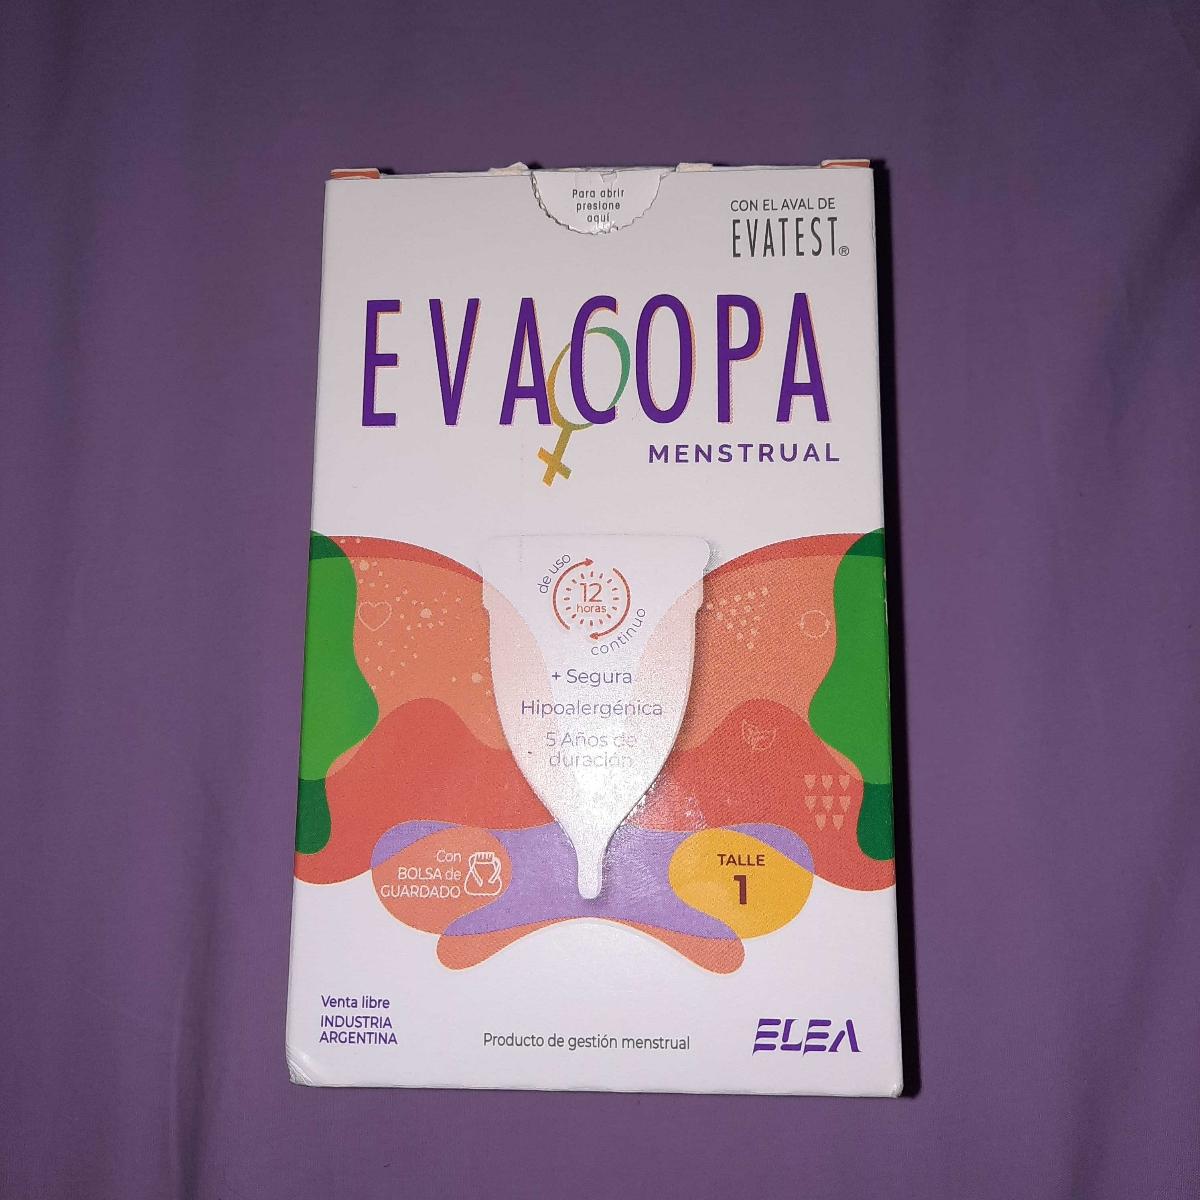 Para abrir
presione
aquí
CON EL AVAL DE
EVATEST®
EVACOPA
MENSTRUAL
de uso
12
horas
continuo
+ Segura
Hipoalergénica
5 Años de
duración
Con
BOLSA de
GUARDADO
TALLE
1
Venta libre
INDUSTRIA
ARGENTINA
Producto de gestión menstrual
ELEA